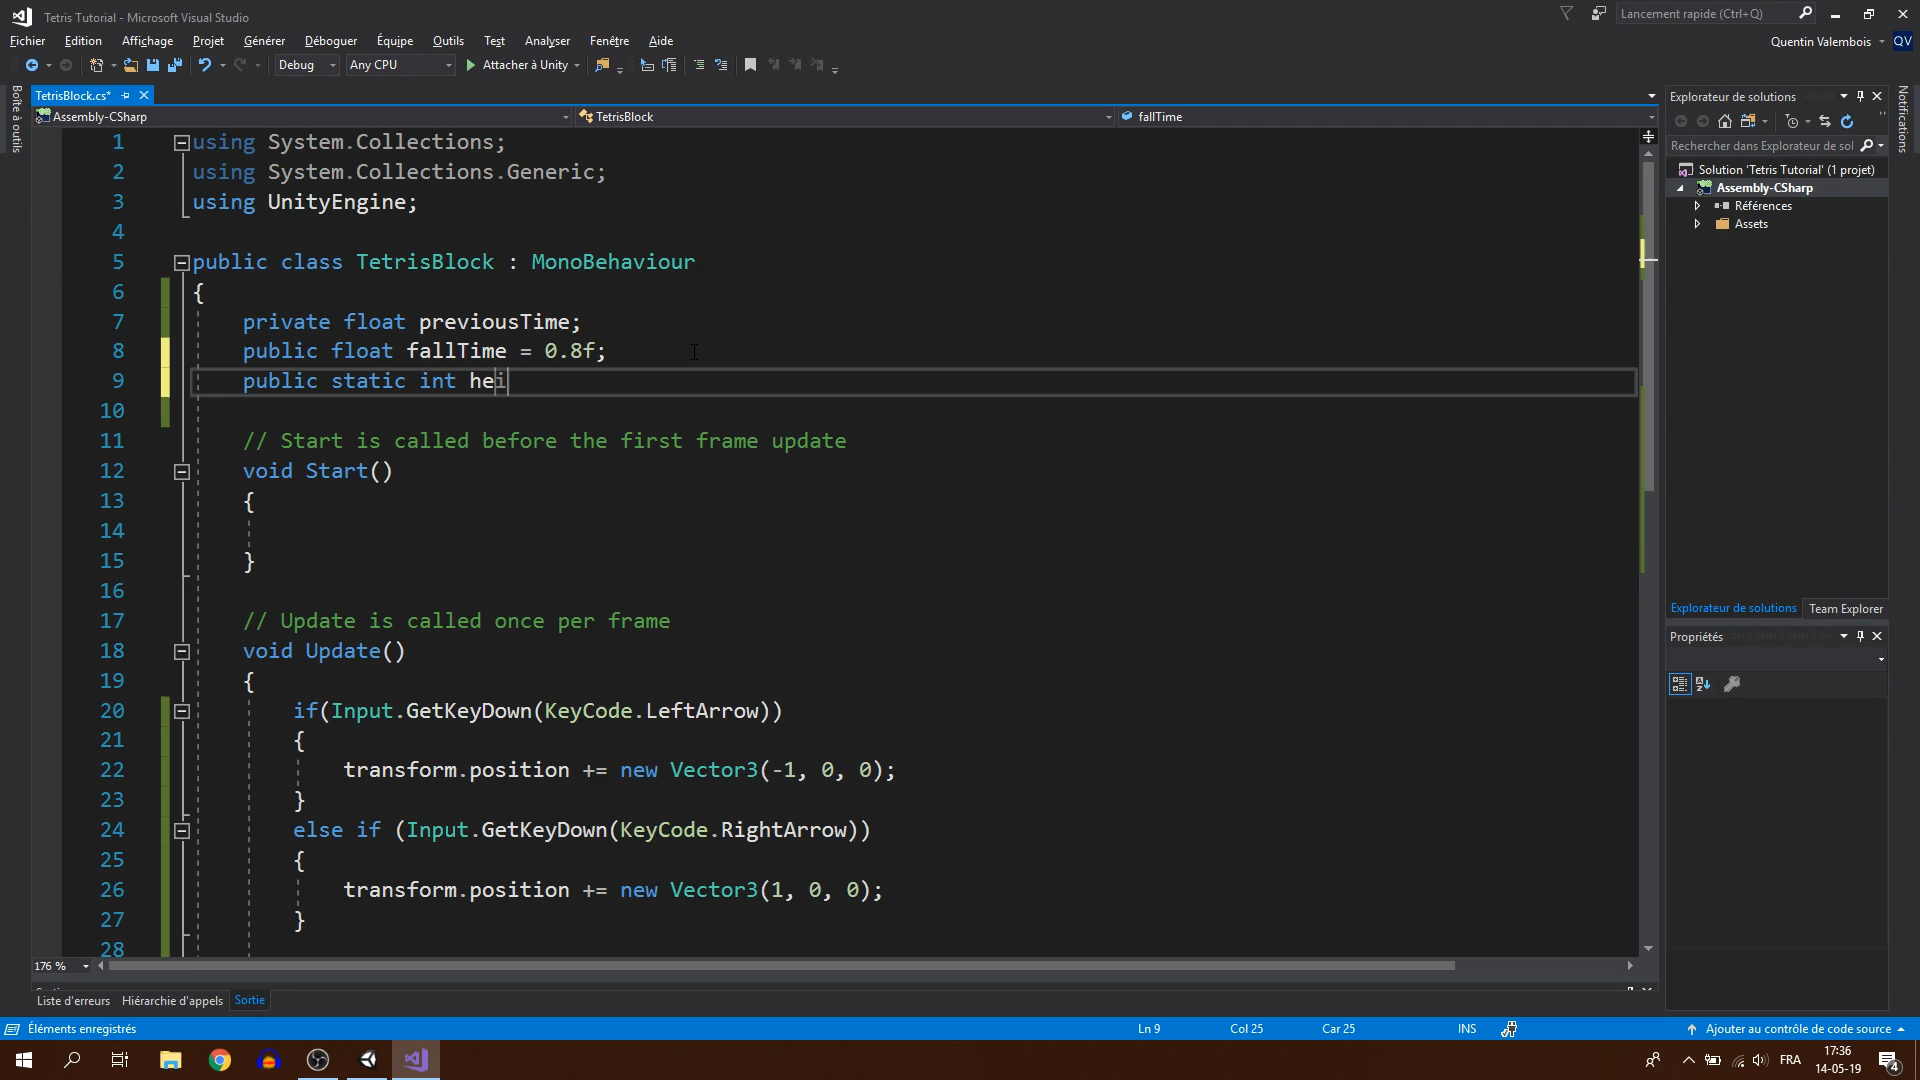 Tetris Tutorial - Microsoft Visual Studio
Lancement rapide (Ctrl+Q)
Fichier Edition Affichage Projet Générer Déboguer Équipe Outils Test Analyser Fenêtre Aide
Quentin Valembois QV
Debug Any CPU Attacher à Unity
Boîte à outils
TetrisBlock.cs*
Assembly-CSharp TetrisBlock fallTime
1 using System.Collections;
2 using System.Collections.Generic;
3 using UnityEngine;
4
5 public class TetrisBlock : MonoBehaviour
6 {
7 private float previousTime;
8 public float fallTime = 0.8f;
9 public static int hei
10
11 // Start is called before the first frame update
12 void Start()
13 {
14
15 }
16
17 // Update is called once per frame
18 void Update()
19 {
20 if(Input.GetKeyDown(KeyCode.LeftArrow))
21 {
22 transform.position += new Vector3(-1, 0, 0);
23 }
24 else if (Input.GetKeyDown(KeyCode.RightArrow))
25 {
26 transform.position += new Vector3(1, 0, 0);
27 }
28
176 %
Explorateur de solutions
Rechercher dans Explorateur de sol
Solution 'Tetris Tutorial' (1 projet)
Assembly-CSharp
Références
Assets
Explorateur de solutions Team Explorer
Propriétés
Notifications
Liste d'erreurs Hiérarchie d'appels Sortie
Éléments enregistrés Ln 9 Col 25 Car 25 INS Ajouter au contrôle de code source
FRA 17:36
14-05-19
4